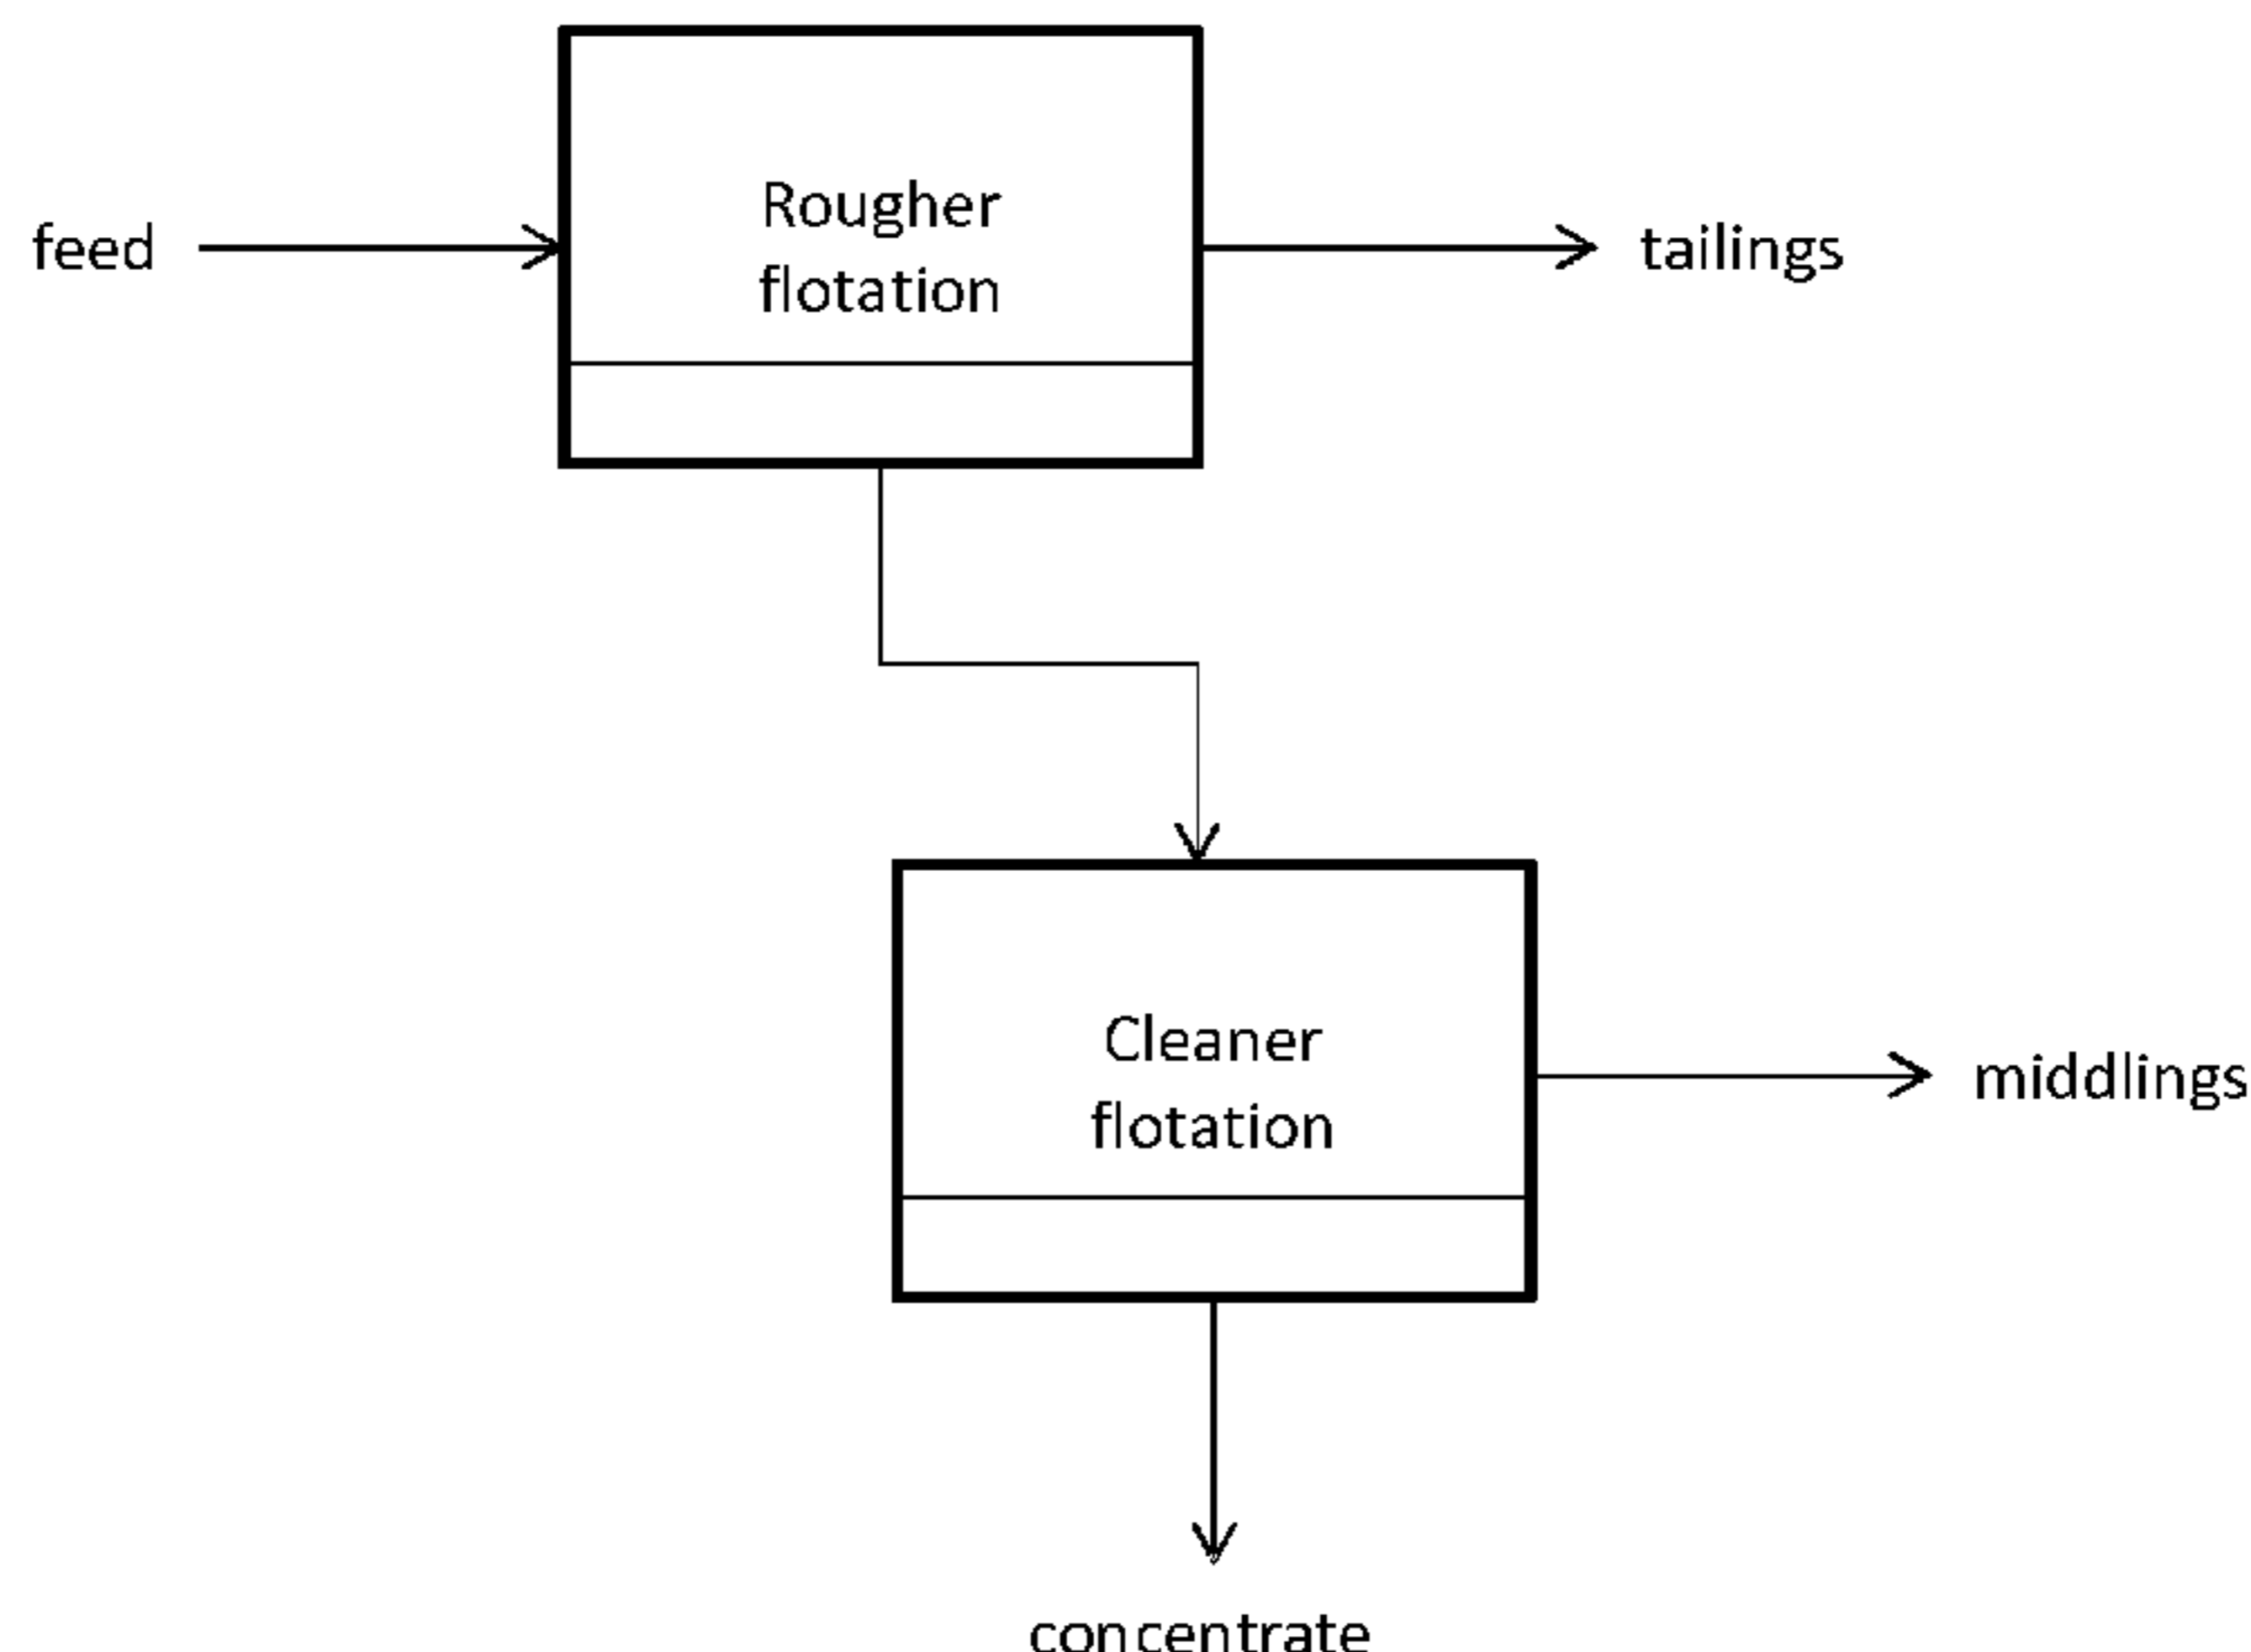 feed
Rougher
flotation
tailings
Cleaner
flotation
middlings
concentrate